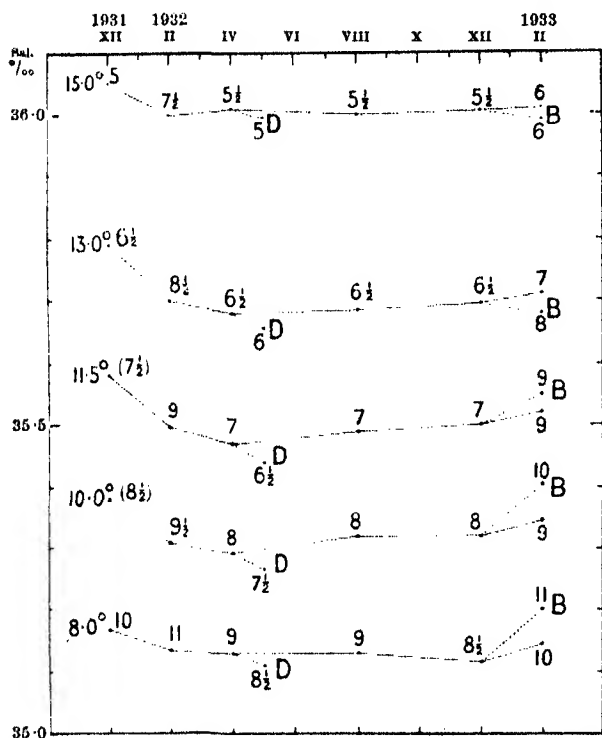 1931 1932 1933
XII II IV VI VIII X XII II
Sal.
°/oo
15·0° 5 7½ 5½ 5½ 5½ 6
36·0 5 D 6 B
13·0° 6½ 8½ 6½ 6½ 6½ 7
6 D 8 B
11·5° (7½) 9 7 7 7 9 B
35·5 6½ D 9
10·0° (8½) 9½ 8 8 8 10 B
7½ D 9
8·0° 10 11 9 9 8½ 11 B
8½ D 10
35·0